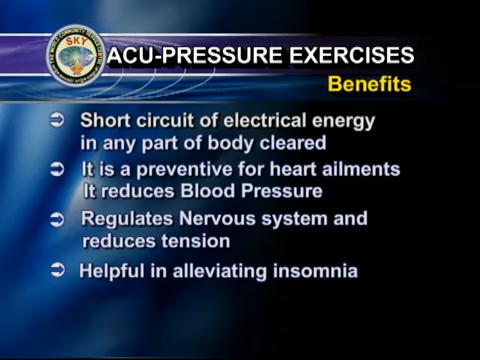 SKY
ACU-PRESSURE EXERCISES
Benefits
Short circuit of electrical energy
in any part of body cleared
It is a preventive for heart ailments
It reduces Blood Pressure
Regulates Nervous system and
reduces tension
Helpful in alleviating insomnia